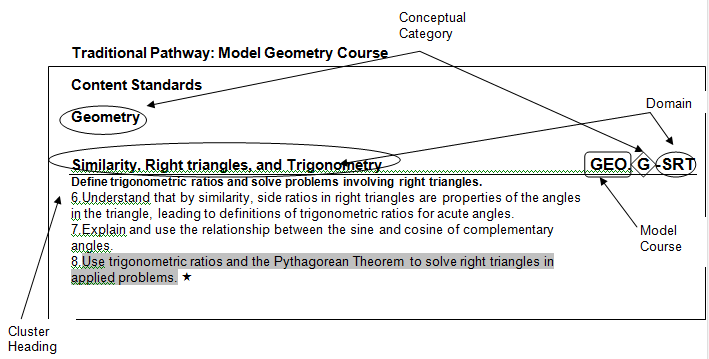 Conceptual
Category
Traditional Pathway: Model Geometry Course
Content Standards
Geometry
Domain
Similarity, Right triangles, and Trigonometry
GEO.G-SRT
Define trigonometric ratios and solve problems involving right triangles.
6.Understand that by similarity, side ratios in right triangles are properties of the angles
in the triangle, leading to definitions of trigonometric ratios for acute angles.
7.Explain and use the relationship between the sine and cosine of complementary
angles.
8.Use trigonometric ratios and the Pythagorean Theorem to solve right triangles in
applied problems. ★
Model
Course
Cluster
Heading